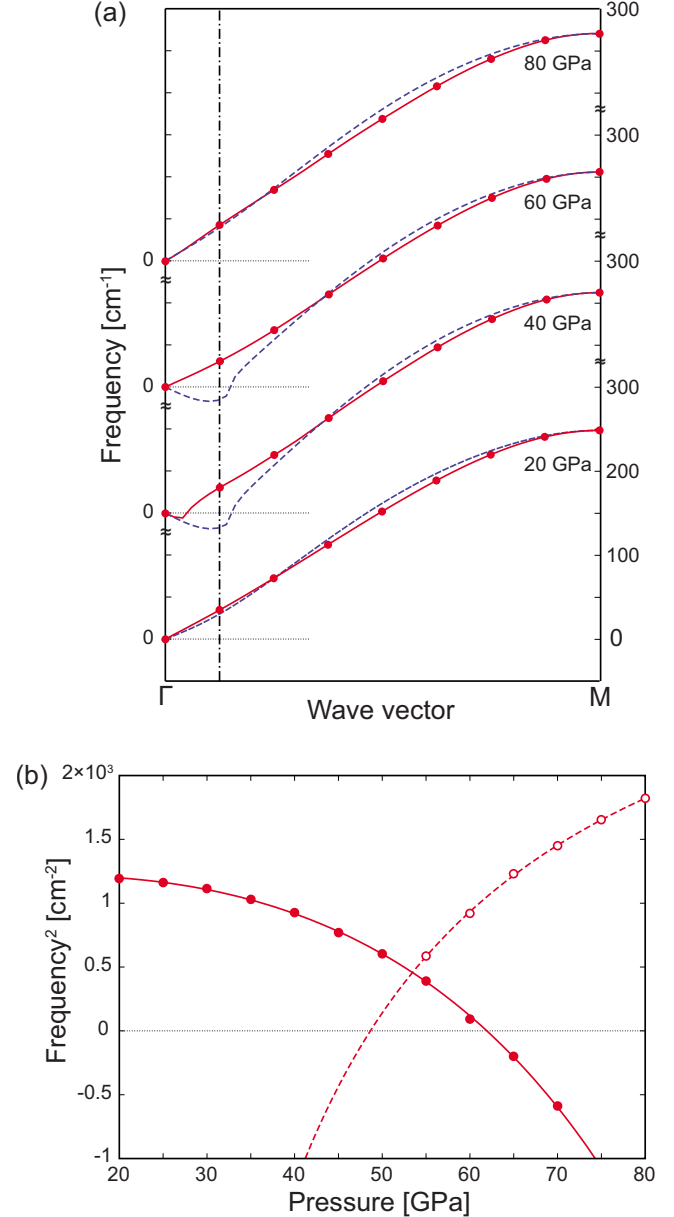 (a)
300
80 GPa
300
60 GPa
0
300
40 GPa
0
300
20 GPa
200
0
150
100
0
0
Frequency [cm⁻¹]
Γ
Wave vector
M
(b)
2×10³
1.5
1
0.5
0
-0.5
-1
Frequency² [cm⁻²]
20
30
40
50
60
70
80
Pressure [GPa]